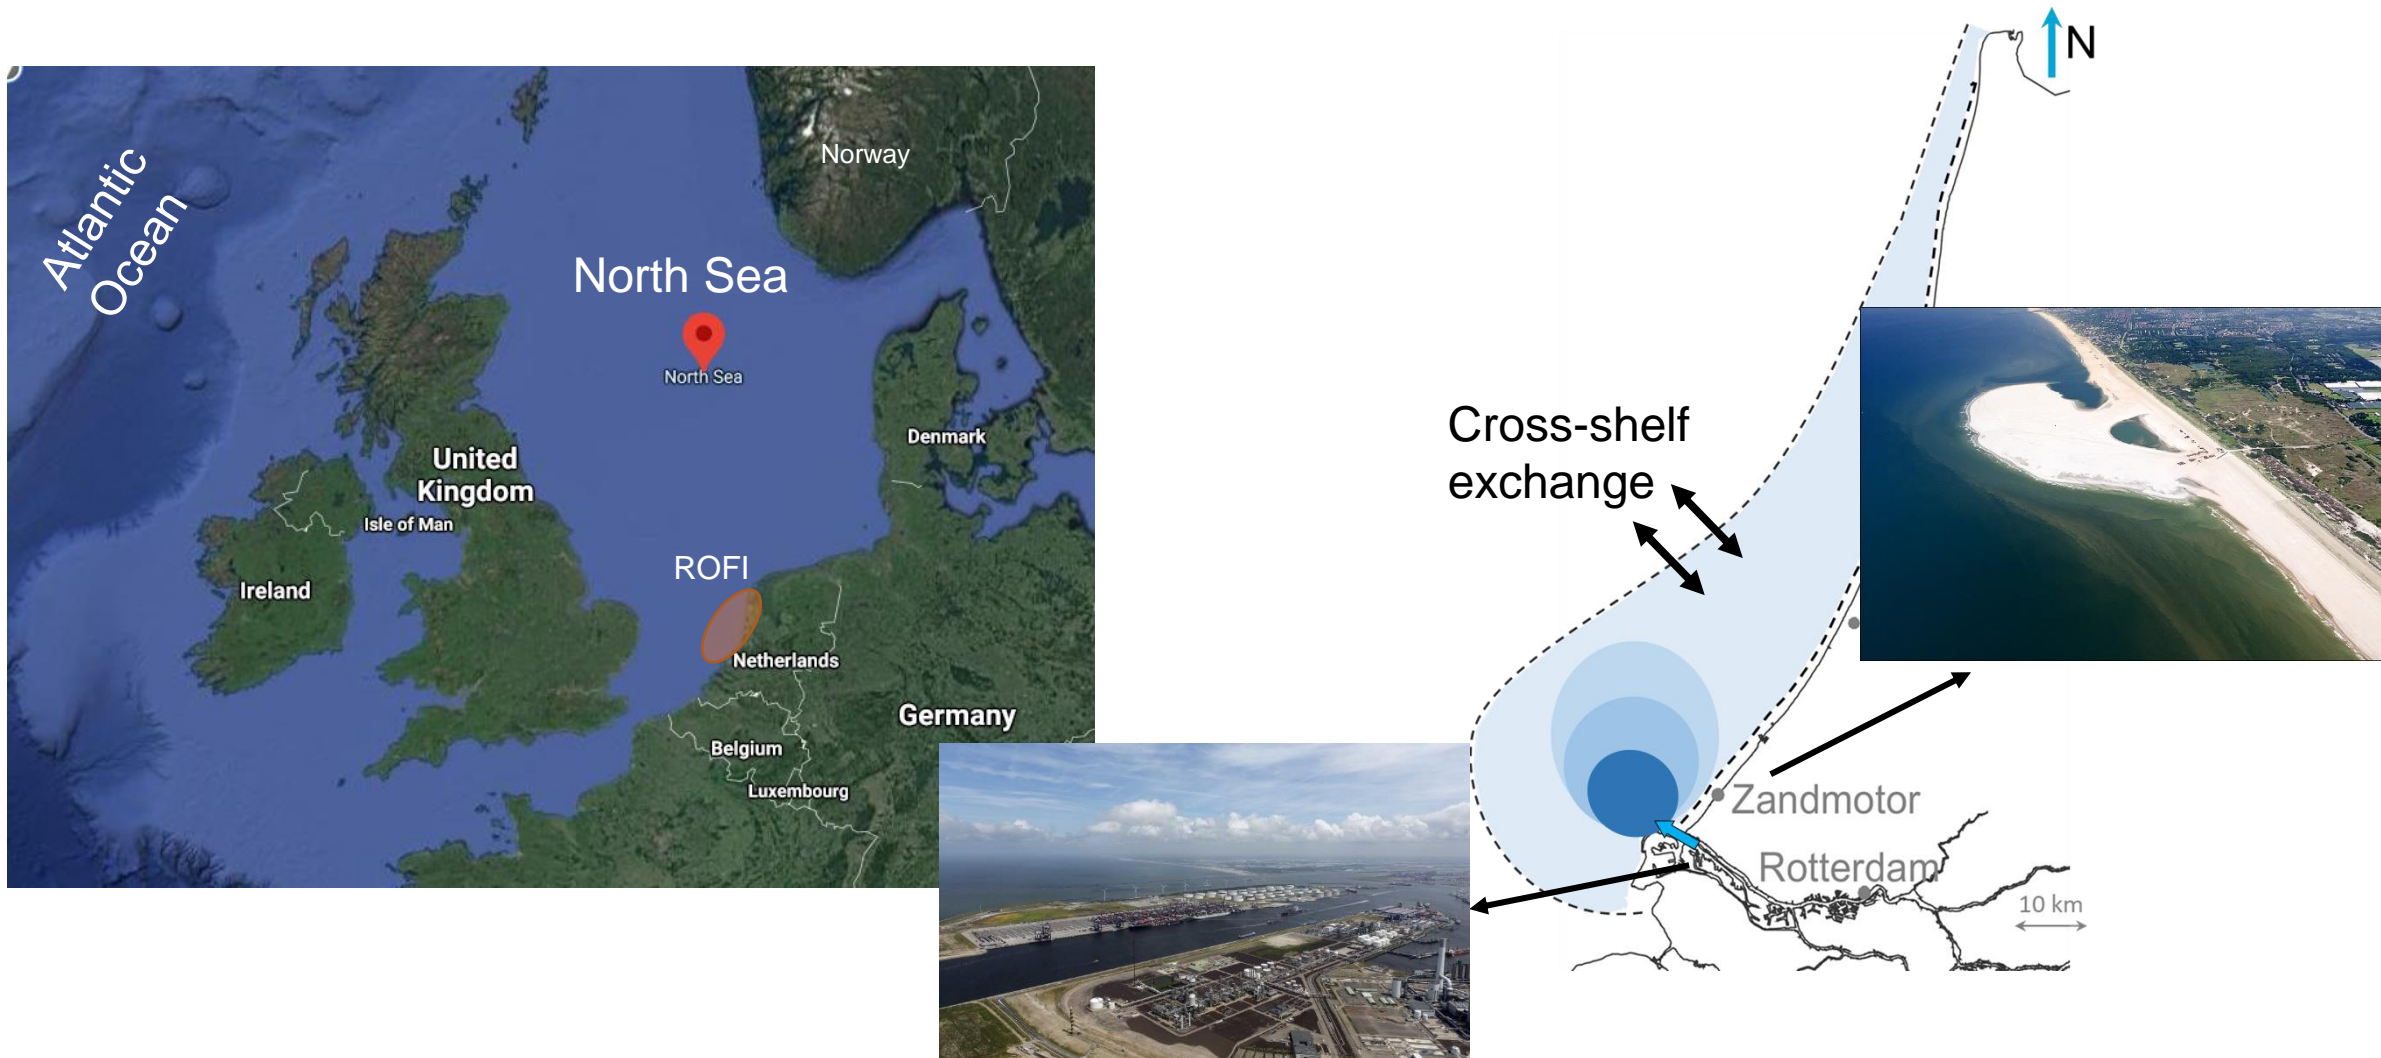 Atlantic
Ocean
Norway
North Sea
North Sea
Denmark
United
Kingdom
Isle of Man
Ireland
ROFI
Netherlands
Germany
Belgium
Luxembourg
N
Cross-shelf
exchange
Zandmotor
Rotterdam
10 km